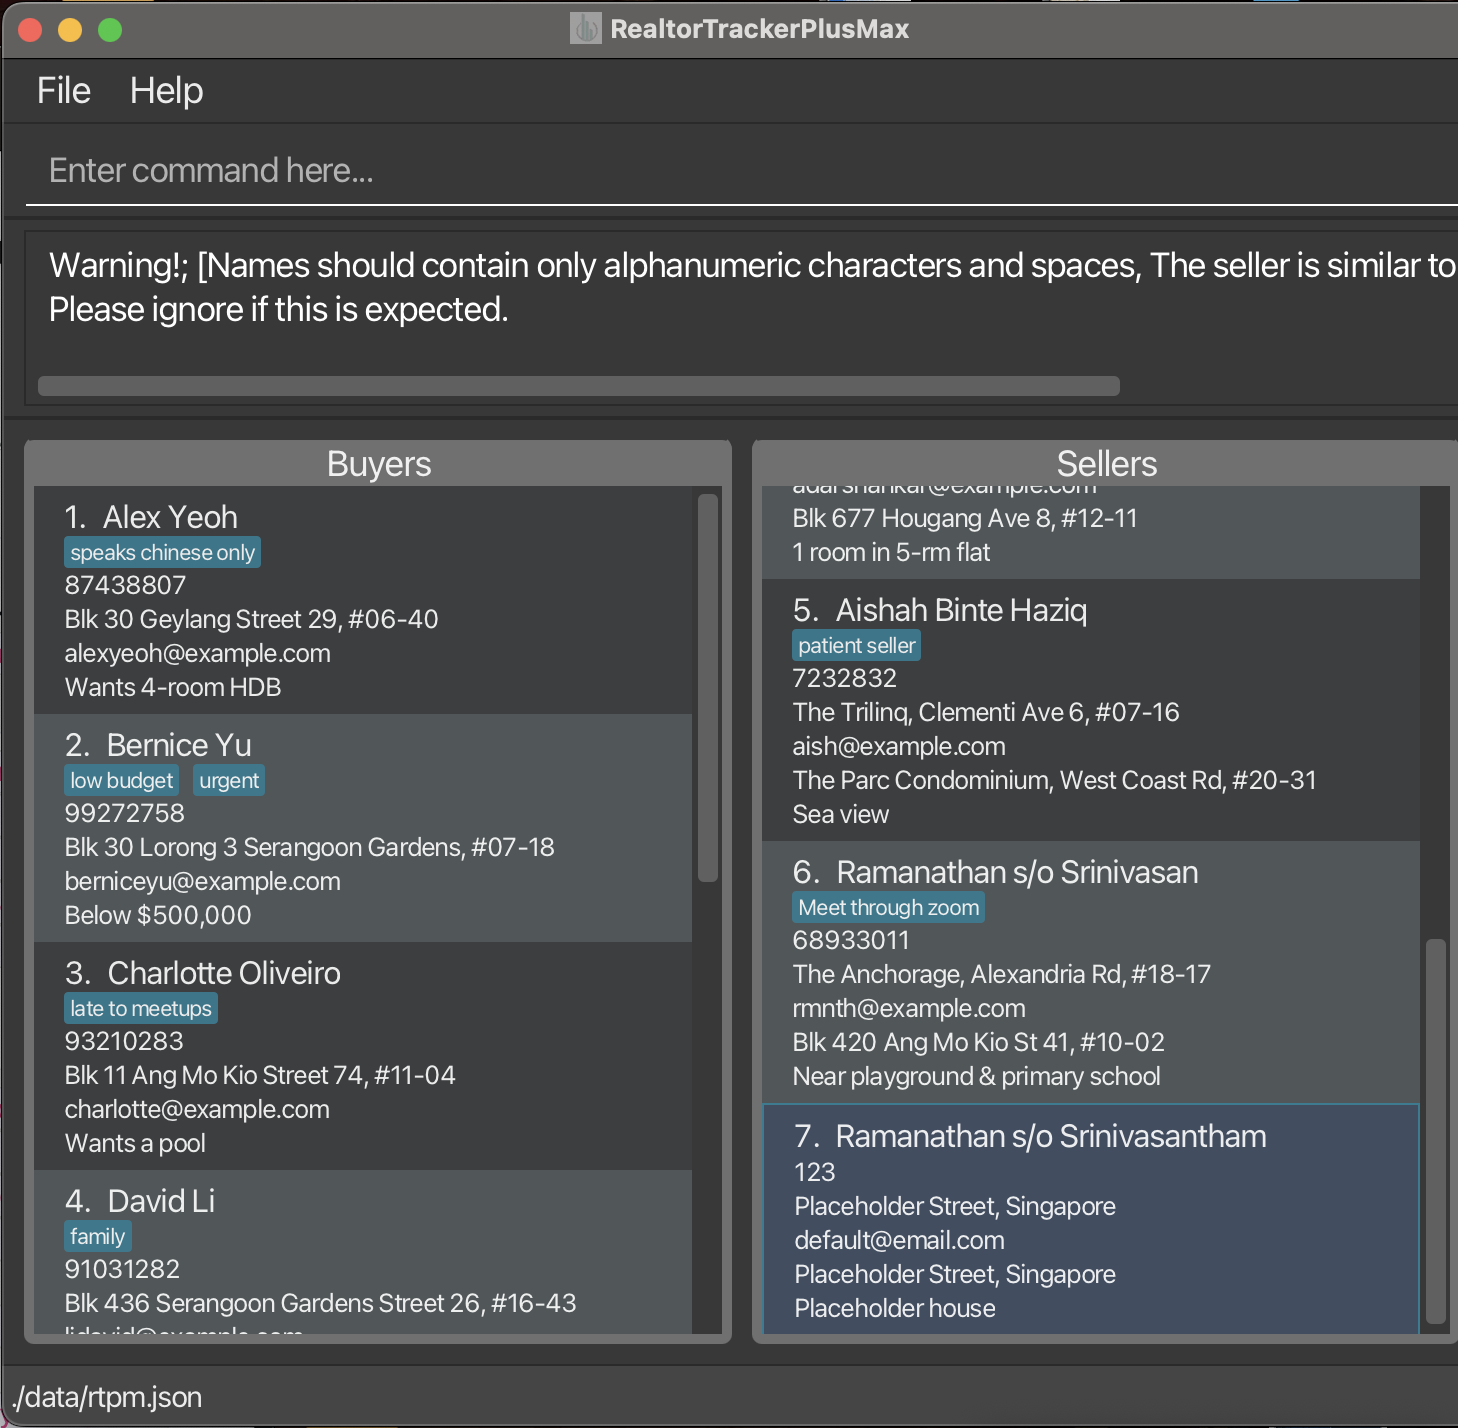 RealtorTrackerPlusMax
File Help
Enter command here...
Warning!; [Names should contain only alphanumeric characters and spaces, The seller is similar to
Please ignore if this is expected.
Buyers
1. Alex Yeoh
speaks chinese only
87438807
Blk 30 Geylang Street 29, #06-40
alexyeoh@example.com
Wants 4-room HDB
2. Bernice Yu
low budget urgent
99272758
Blk 30 Lorong 3 Serangoon Gardens, #07-18
berniceyu@example.com
Below $500,000
3. Charlotte Oliveiro
late to meetups
93210283
Blk 11 Ang Mo Kio Street 74, #11-04
charlotte@example.com
Wants a pool
4. David Li
family
91031282
Blk 436 Serangoon Gardens Street 26, #16-43
lidavid@example.com
Sellers
adarshankar@example.com
Blk 677 Hougang Ave 8, #12-11
1 room in 5-rm flat
5. Aishah Binte Haziq
patient seller
7232832
The Trilinq, Clementi Ave 6, #07-16
aish@example.com
The Parc Condominium, West Coast Rd, #20-31
Sea view
6. Ramanathan s/o Srinivasan
Meet through zoom
68933011
The Anchorage, Alexandria Rd, #18-17
rmnth@example.com
Blk 420 Ang Mo Kio St 41, #10-02
Near playground & primary school
7. Ramanathan s/o Srinivasantham
123
Placeholder Street, Singapore
default@email.com
Placeholder Street, Singapore
Placeholder house
./data/rtpm.json